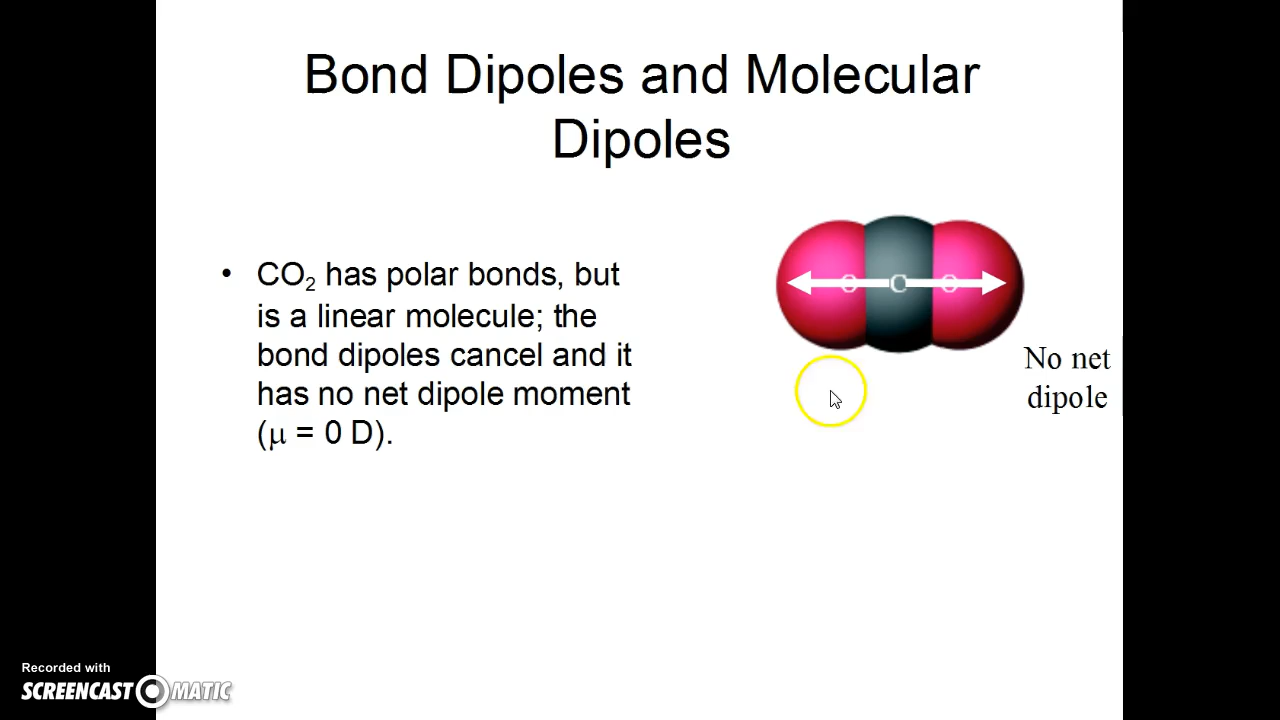 Bond Dipoles and Molecular
Dipoles
• CO₂ has polar bonds, but
is a linear molecule; the
bond dipoles cancel and it
has no net dipole moment
(μ = 0 D).
O C O
No net
dipole
Recorded with
SCREENCAST MATIC